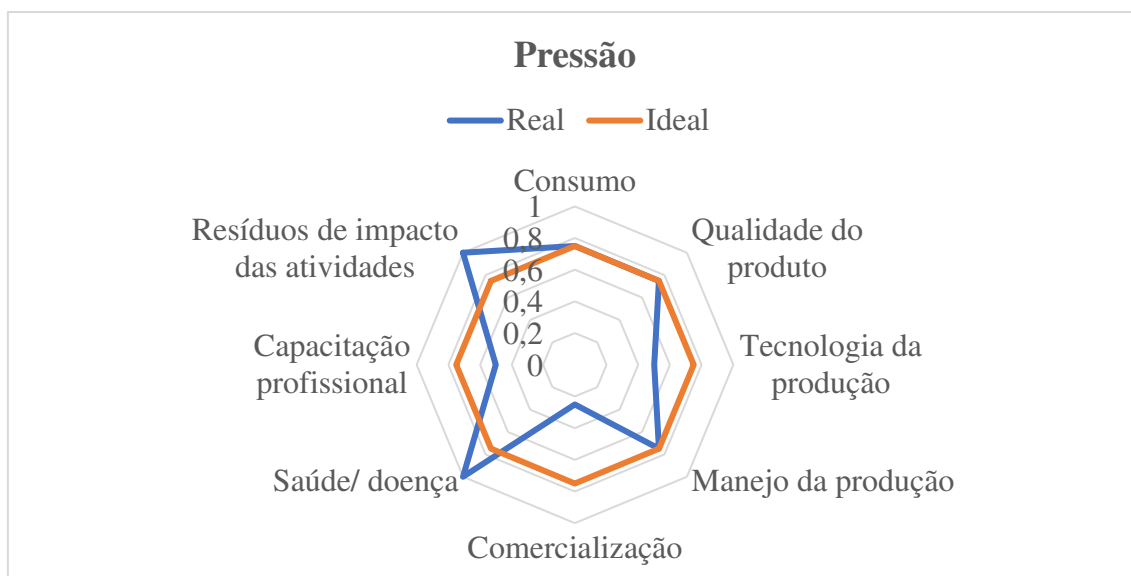 Pressão
Real
Ideal
Consumo
1
0,8
0,6
0,4
0,2
0
Qualidade do
produto
Tecnologia da
produção
Manejo da produção
Comercialização
Saúde/ doença
Capacitação
profissional
Resíduos de impacto
das atividades